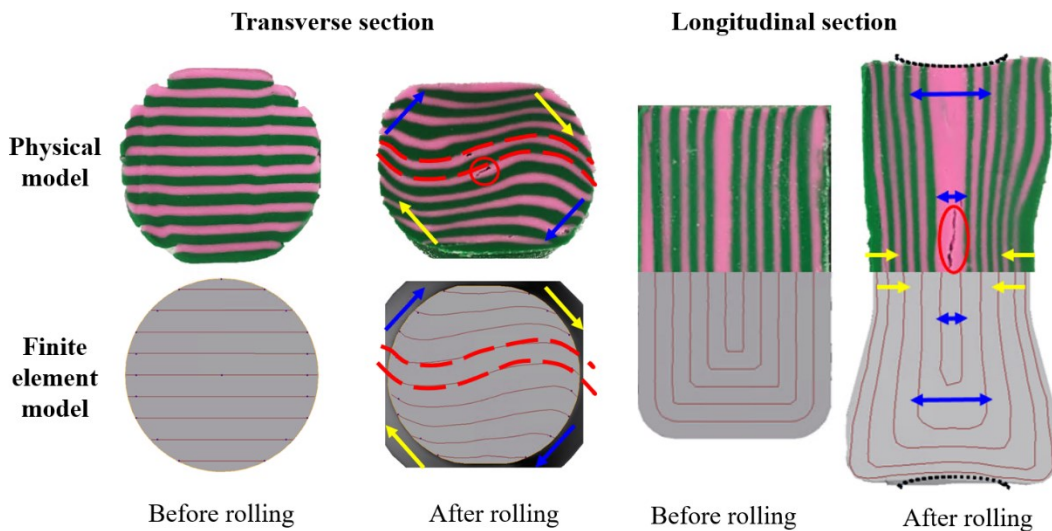 Transverse section
Longitudinal section
Physical
model
Finite
element
model
Before rolling
After rolling
Before rolling
After rolling